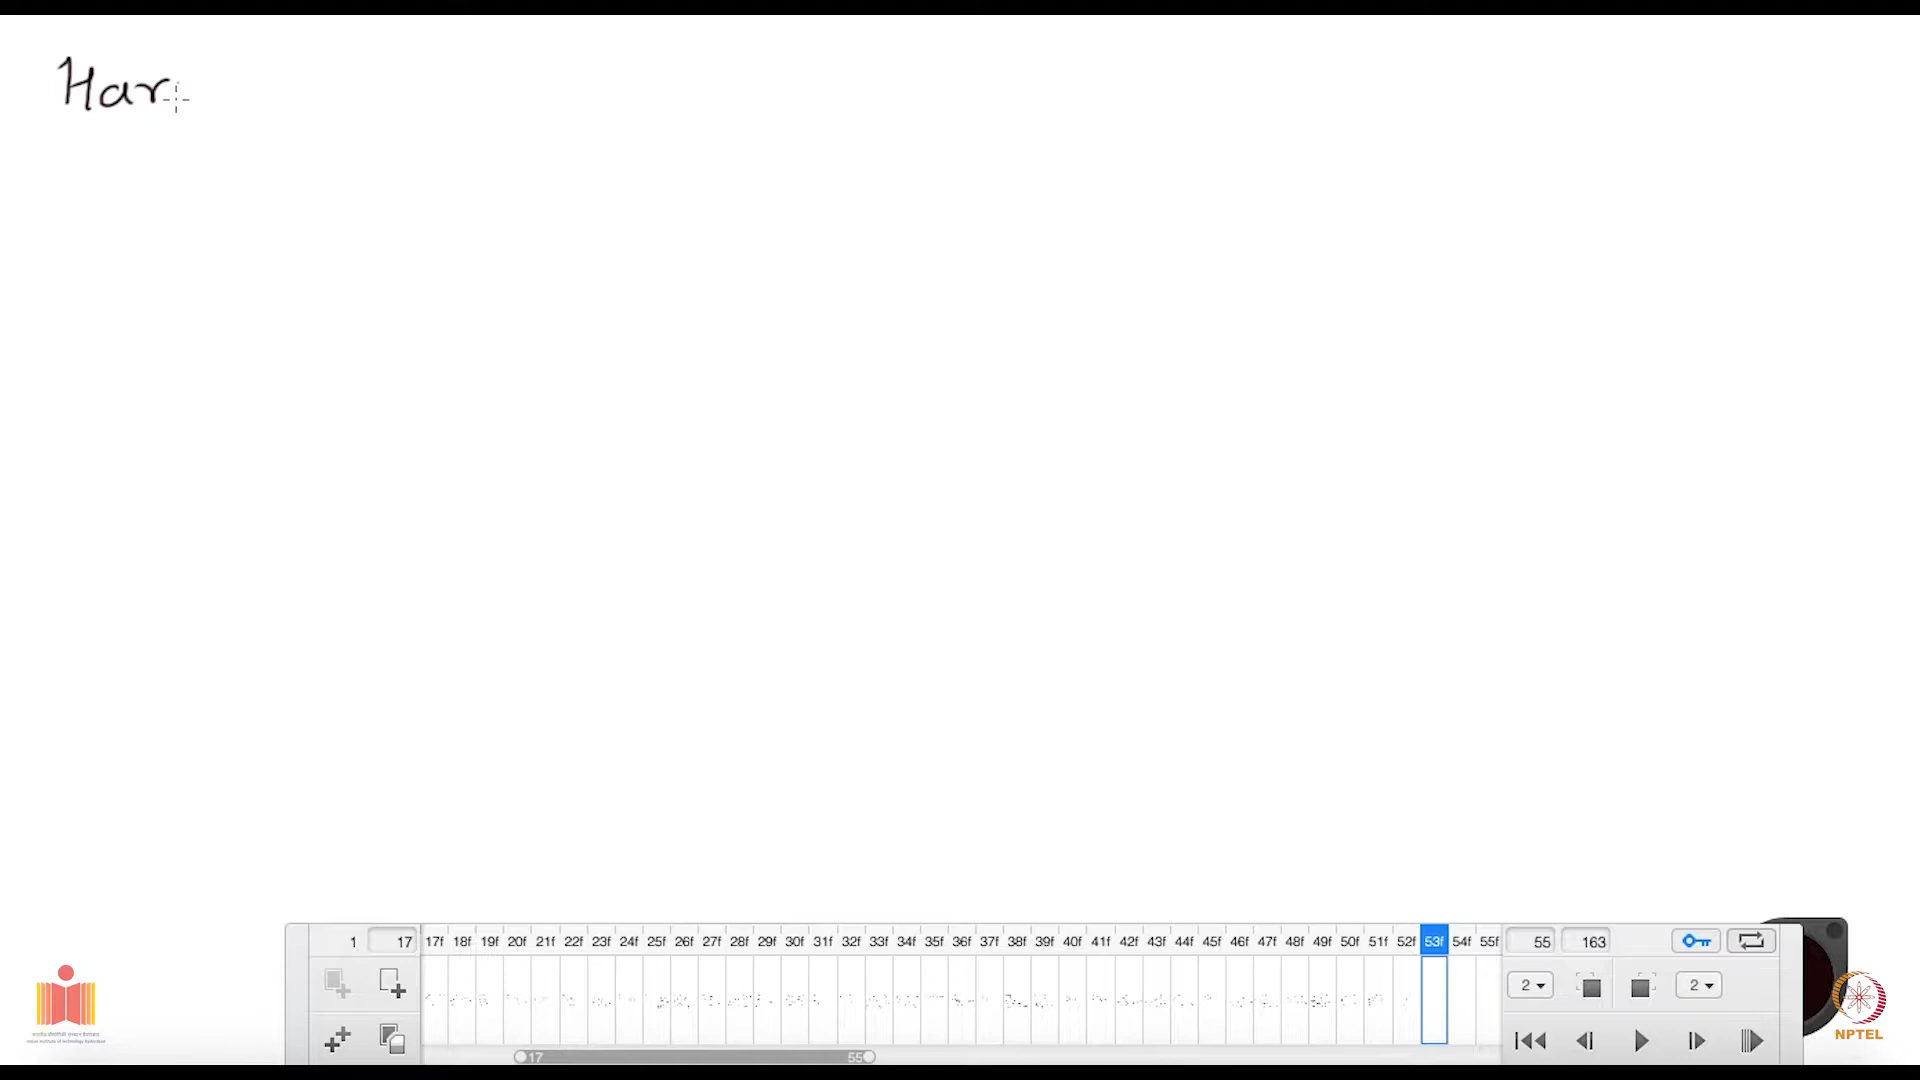 Har
1 17 17f 18f 19f 20f 21f 22f 23f 24f 25f 26f 27f 28f 29f 30f 31f 32f 33f 34f 35f 36f 37f 38f 39f 40f 41f 42f 43f 44f 45f 46f 47f 48f 49f 50f 51f 52f 53f 54f 55f 55 163
2 2
17 55
NPTEL